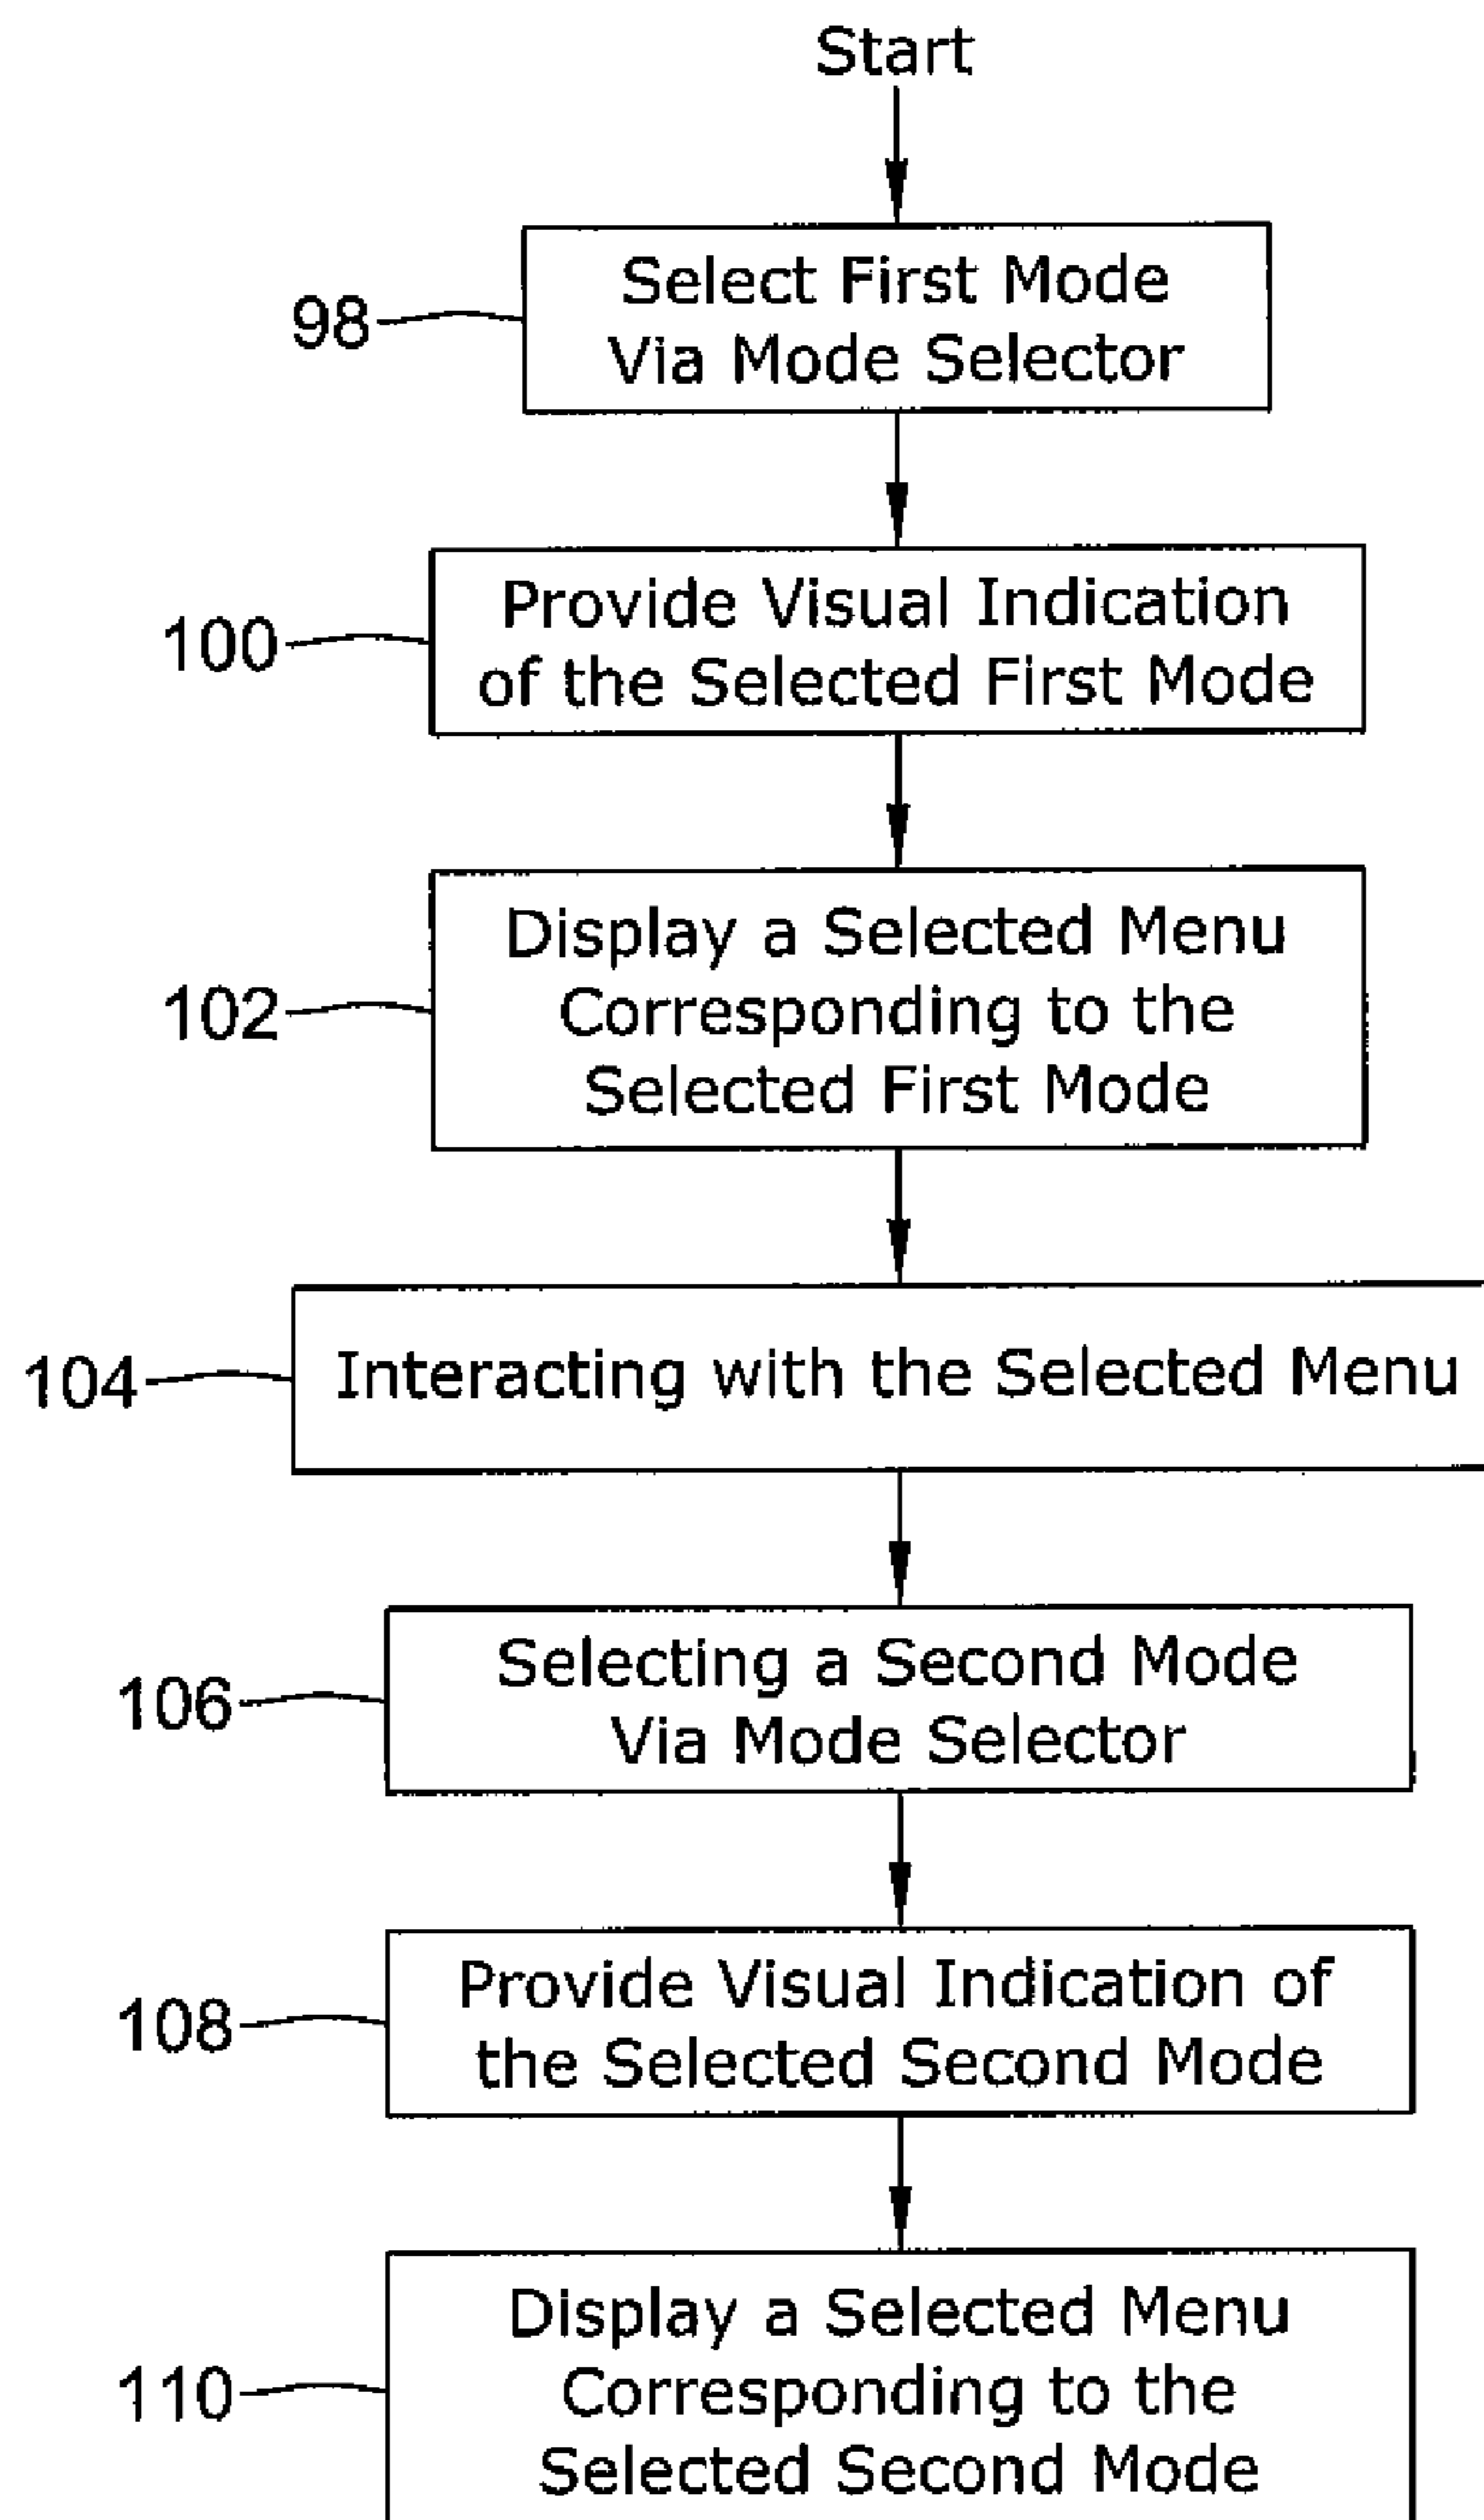 Start
98
Select First Mode
Via Mode Selector
100
Provide Visual Indication
of the Selected First Mode
102
Display a Selected Menu
Corresponding to the
Selected First Mode
104
Interacting with the Selected Menu
106
Selecting a Second Mode
Via Mode Selector
108
Provide Visual Indication of
the Selected Second Mode
110
Display a Selected Menu
Corresponding to the
Selected Second Mode